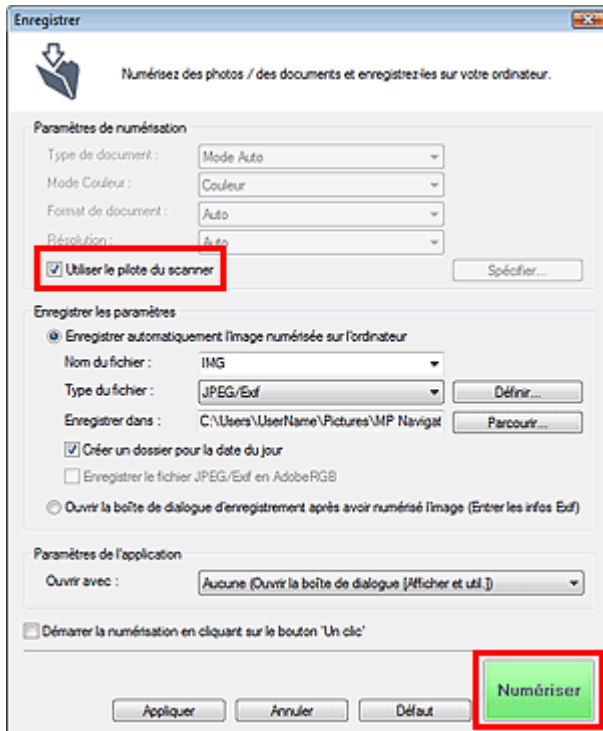 Enregistrer
Numérisez des photos / des documents et enregistrez-les sur votre ordinateur.
Paramètres de numérisation
Type de document : Mode Auto
Mode Couleur : Couleur
Format de document : Auto
Résolution : Auto
Utiliser le pilote du scanner Spécifier...
Enregistrer les paramètres
Enregistrer automatiquement l'image numérisée sur l'ordinateur
Nom du fichier : IMG
Type du fichier : JPEG/Exif Définir...
Enregistrer dans : C:\Users\UserName\Pictures\MP Navigat Parcourir...
Créer un dossier pour la date du jour
Enregistrer le fichier JPEG/Exif en AdobeRGB
Ouvrir la boîte de dialogue d'enregistrement après avoir numérisé l'image (Entrer les infos Exif)
Paramètres de l'application
Ouvrir avec : Aucune (Ouvrir la boîte de dialogue [Afficher et util.])
Démarrer la numérisation en cliquant sur le bouton 'Un clic'
Numériser
Appliquer Annuler Défaut